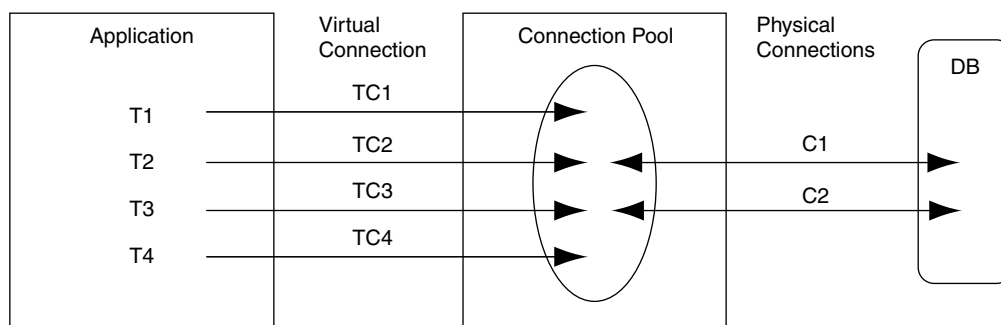 Application
Virtual
Connection
Connection Pool
Physical
Connections
DB
T1
TC1
T2
TC2
C1
T3
TC3
C2
T4
TC4